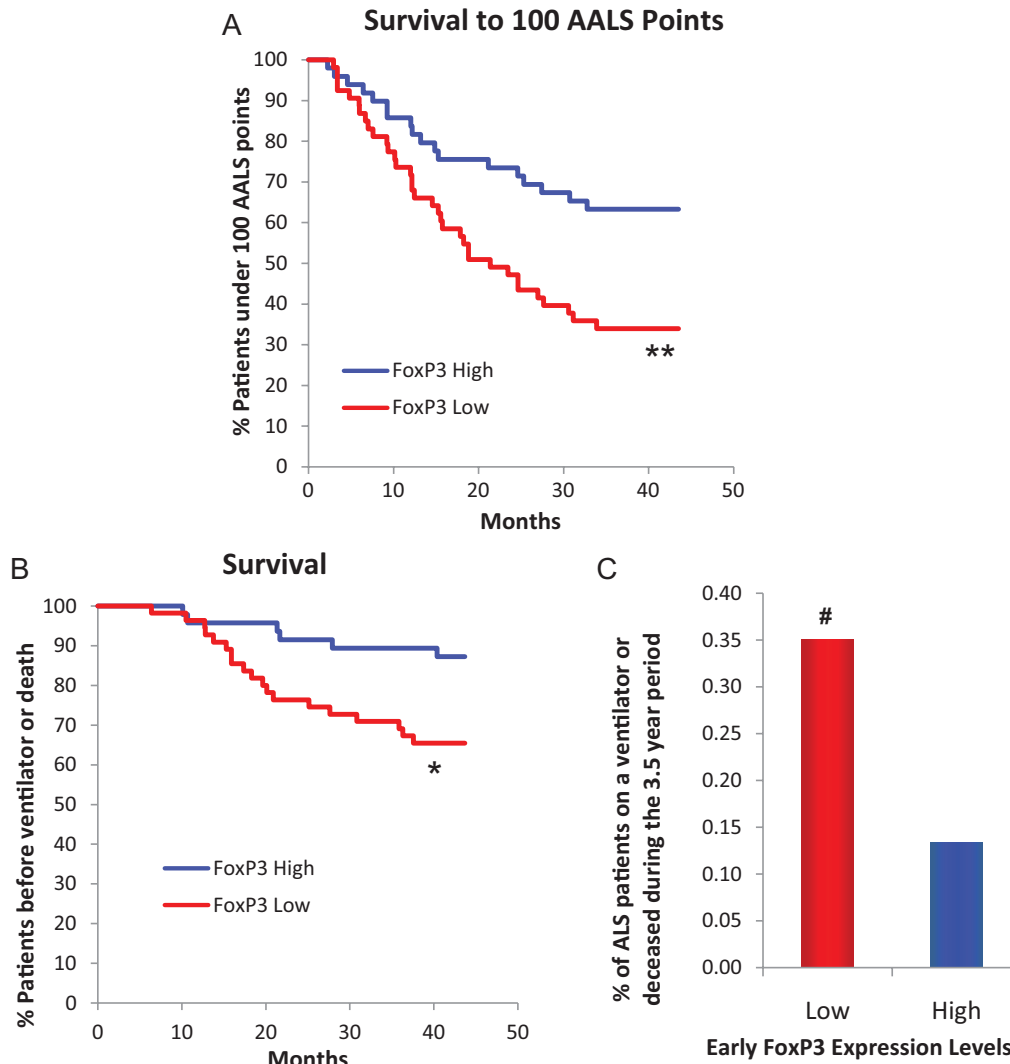 A
Survival to 100 AALS Points
% Patients under 100 AALS points
100
90
80
70
60
50
40
30
20
10
0
FoxP3 High
FoxP3 Low
**
0 10 20 30 40 50
Months
B
Survival
% Patients before ventilator or death
100
90
80
70
60
50
40
30
20
10
0
*
FoxP3 High
FoxP3 Low
0 10 20 30 40 50
Months
C
% of ALS patients on a ventilator or
deceased during the 3.5 year period
0.40
0.35
0.30
0.25
0.20
0.15
0.10
0.05
0.00
#
Low High
Early FoxP3 Expression Levels